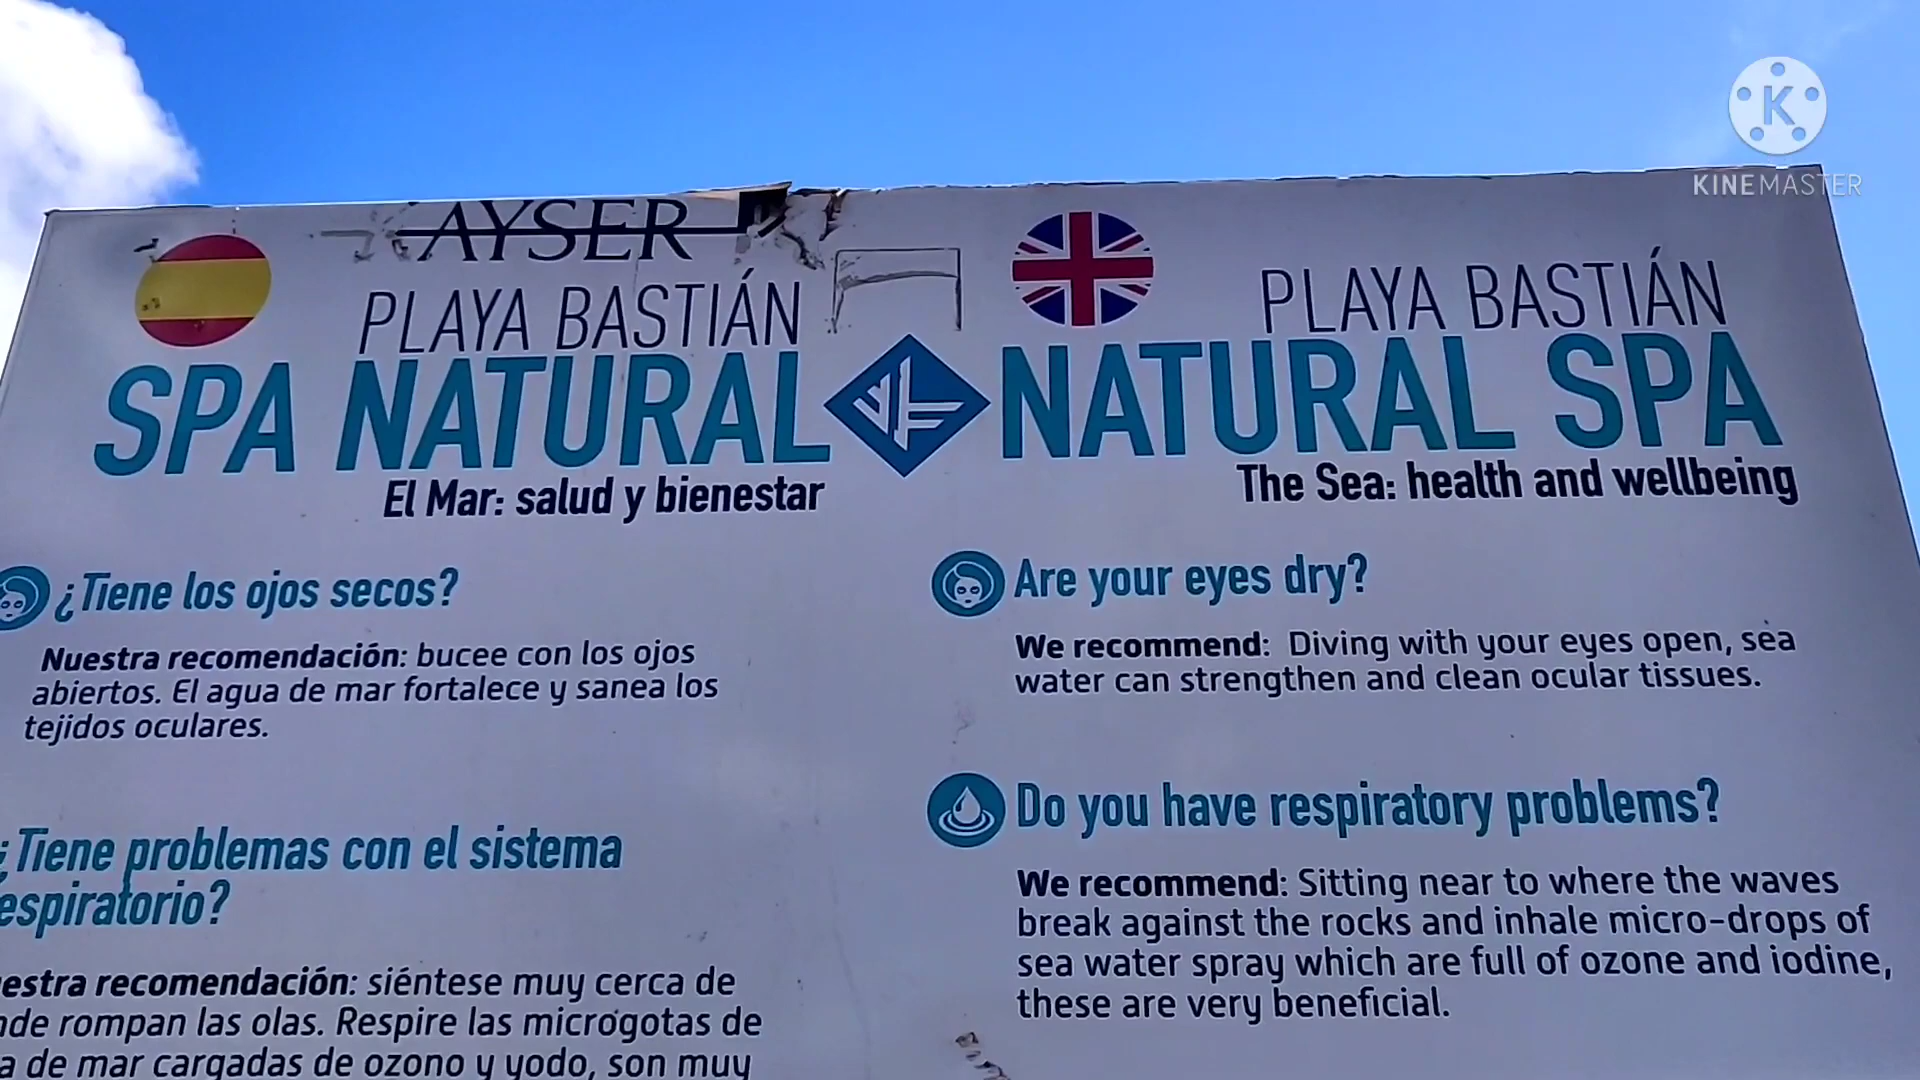 KINEMASTER
AYSER
PLAYA BASTIÁN
SPA NATURAL
El Mar: salud y bienestar
¿Tiene los ojos secos?
Nuestra recomendación: bucee con los ojos
abiertos. El agua de mar fortalece y sanea los
tejidos oculares.
¿Tiene problemas con el sistema
espiratorio?
estra recomendación: siéntese muy cerca de
nde rompan las olas. Respire las microgotas de
a de mar cargadas de ozono y yodo, son muy
PLAYA BASTIÁN
NATURAL SPA
The Sea: health and wellbeing
Are your eyes dry?
We recommend: Diving with your eyes open, sea
water can strengthen and clean ocular tissues.
Do you have respiratory problems?
We recommend: Sitting near to where the waves
break against the rocks and inhale micro-drops of
sea water spray which are full of ozone and iodine,
these are very beneficial.